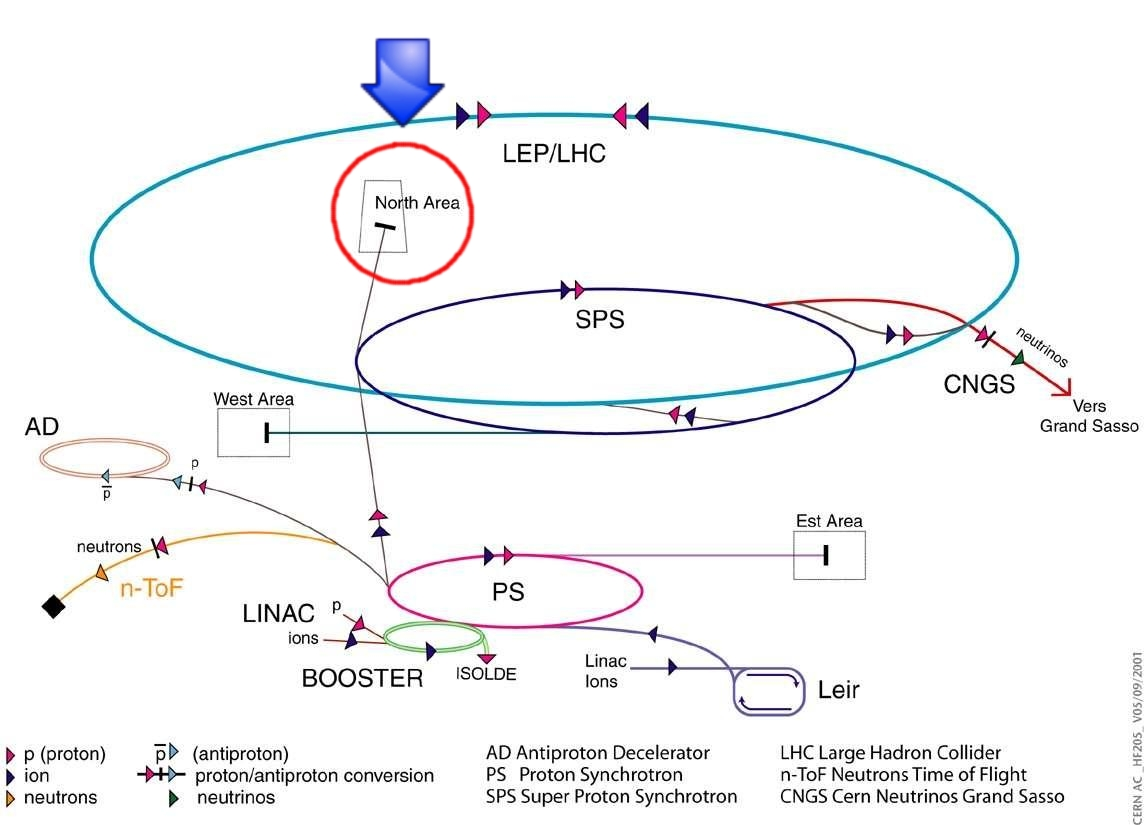 LEP/LHC
North Area
SPS
neutrinos
CNGS
Vers
Grand Sasso
West Area
AD
p
p̅
neutrons
n-ToF
Est Area
PS
LINAC
p
ions
BOOSTER
ISOLDE
Linac
Ions
Leir
p (proton)
ion
neutrons
p̅ (antiproton)
proton/antiproton conversion
neutrinos
AD Antiproton Decelerator
PS Proton Synchrotron
SPS Super Proton Synchrotron
LHC Large Hadron Collider
n-ToF Neutrons Time of Flight
CNGS Cern Neutrinos Grand Sasso
CERN AC_HF205_V05/09/2001